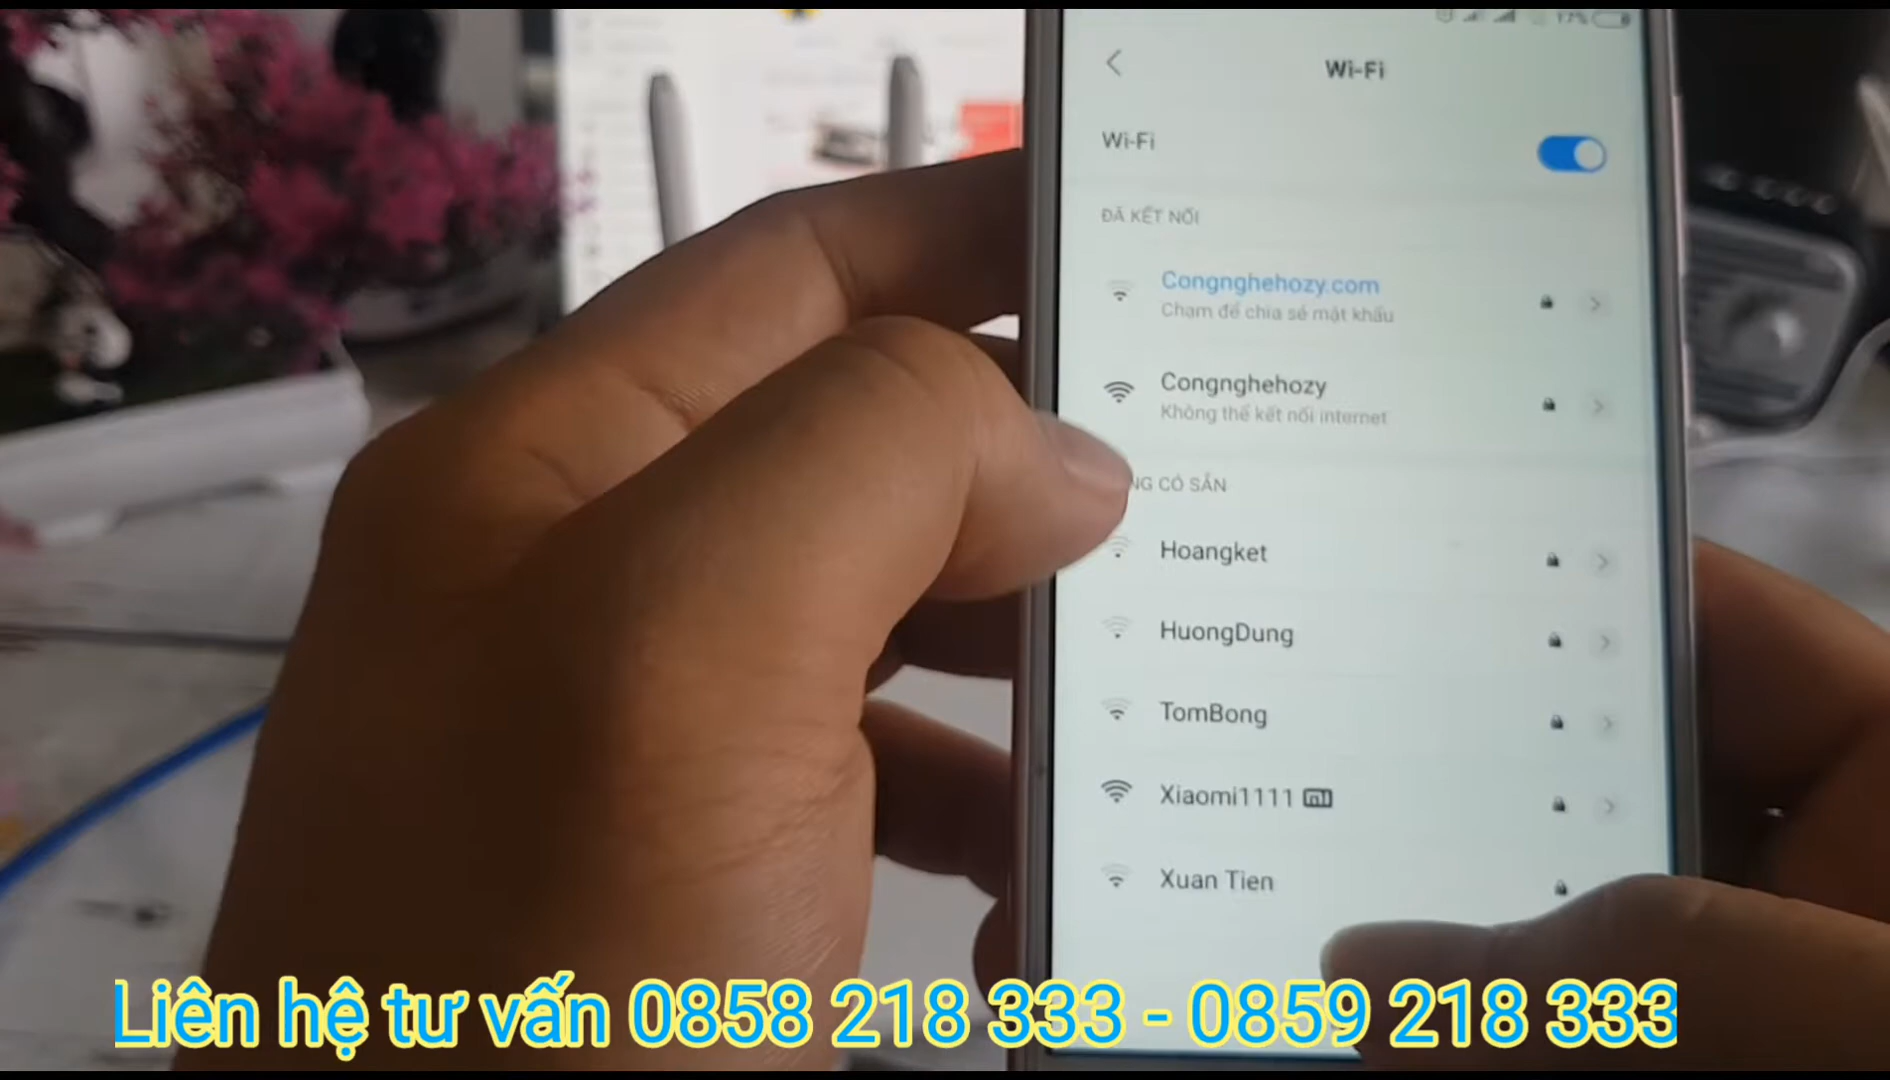 17%
Wi-Fi
Wi-Fi
ĐÃ KẾT NỐI
Congnghehozy.com
Chạm để chia sẻ mật khẩu
Congnghehozy
Không thể kết nối internet
NG CÓ SẴN
Hoangket
HuongDung
TomBong
Xiaomi1111
Xuan Tien
Liên hệ tư vấn 0858 218 333 - 0859 218 333